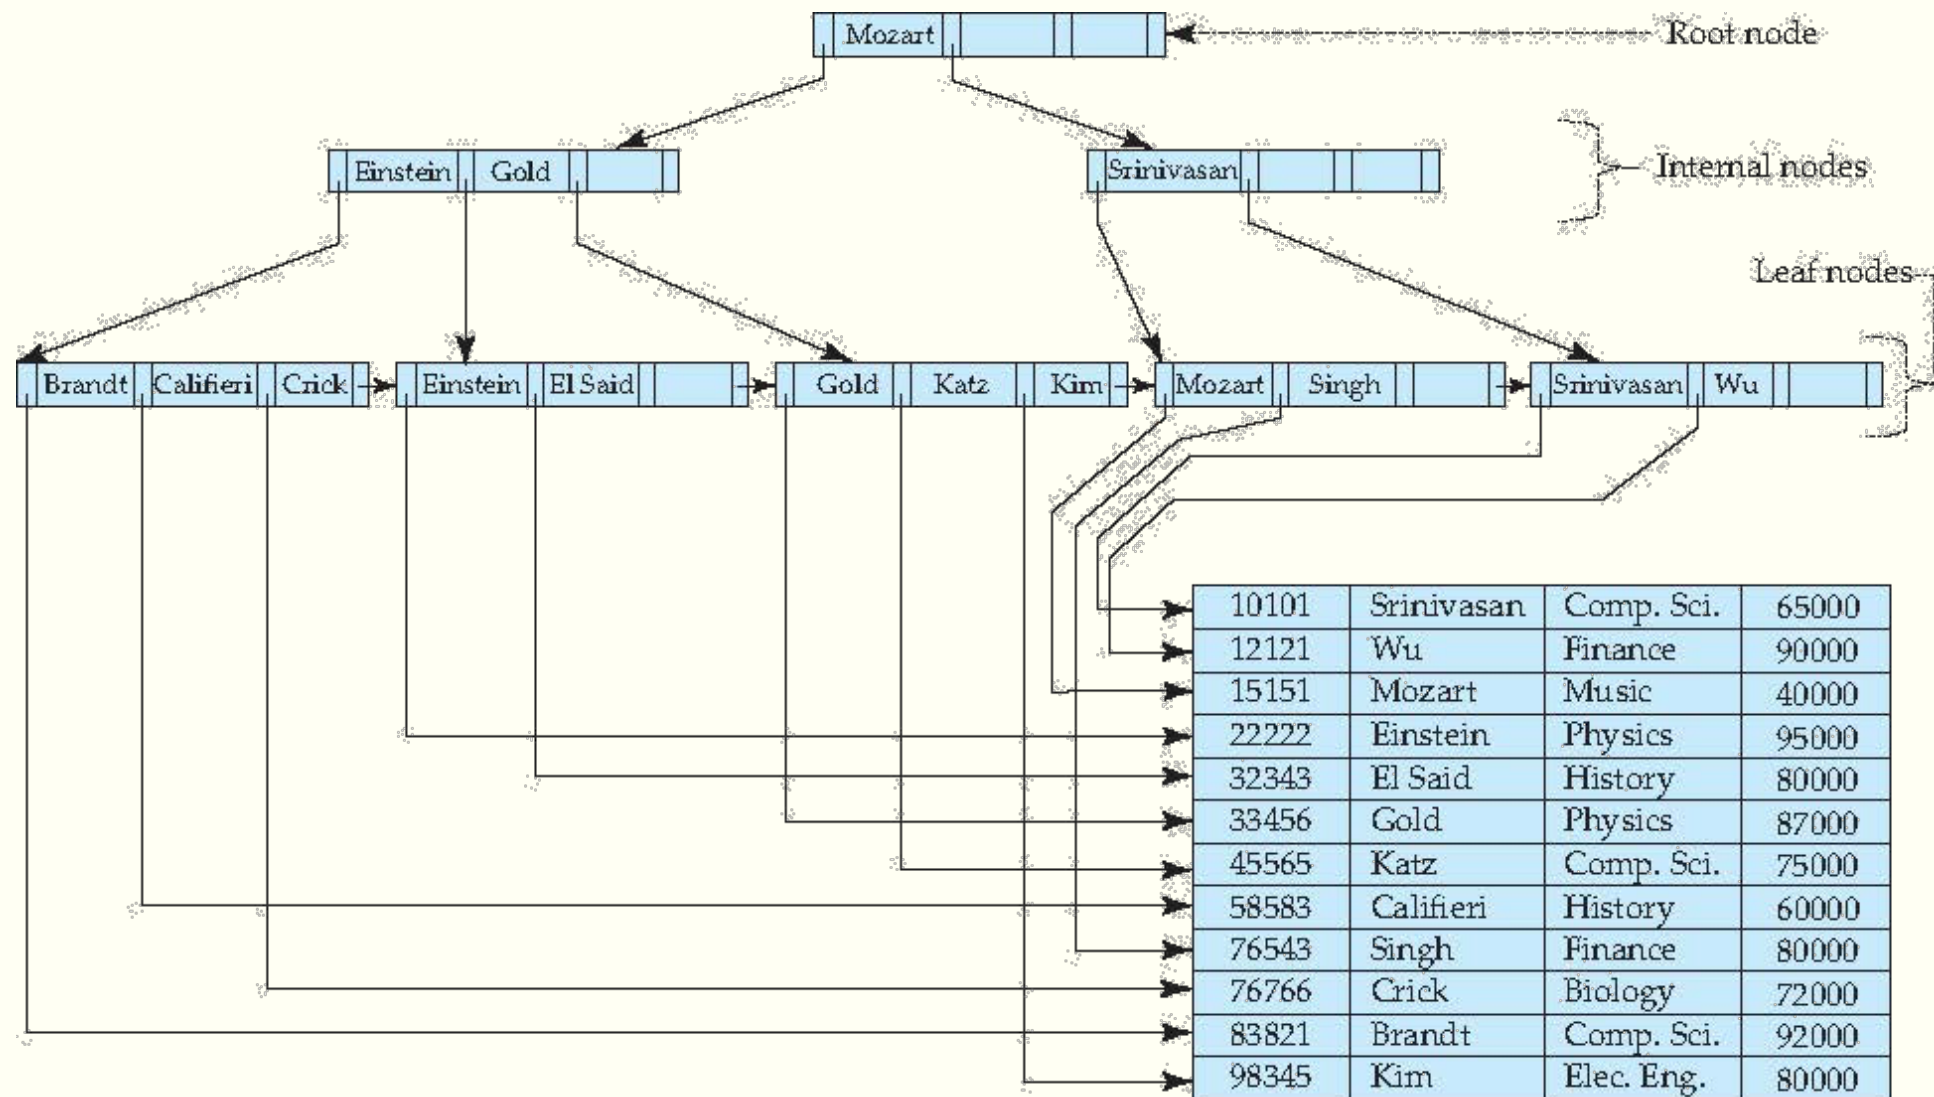 Mozart
Root node
Einstein Gold
Srinivasan
Internal nodes
Leaf nodes
Brandt Califieri Crick
Einstein El Said
Gold Katz Kim
Mozart Singh
Srinivasan Wu
10101 Srinivasan Comp. Sci. 65000
12121 Wu Finance 90000
15151 Mozart Music 40000
22222 Einstein Physics 95000
32343 El Said History 80000
33456 Gold Physics 87000
45565 Katz Comp. Sci. 75000
58583 Califieri History 60000
76543 Singh Finance 80000
76766 Crick Biology 72000
83821 Brandt Comp. Sci. 92000
98345 Kim Elec. Eng. 80000